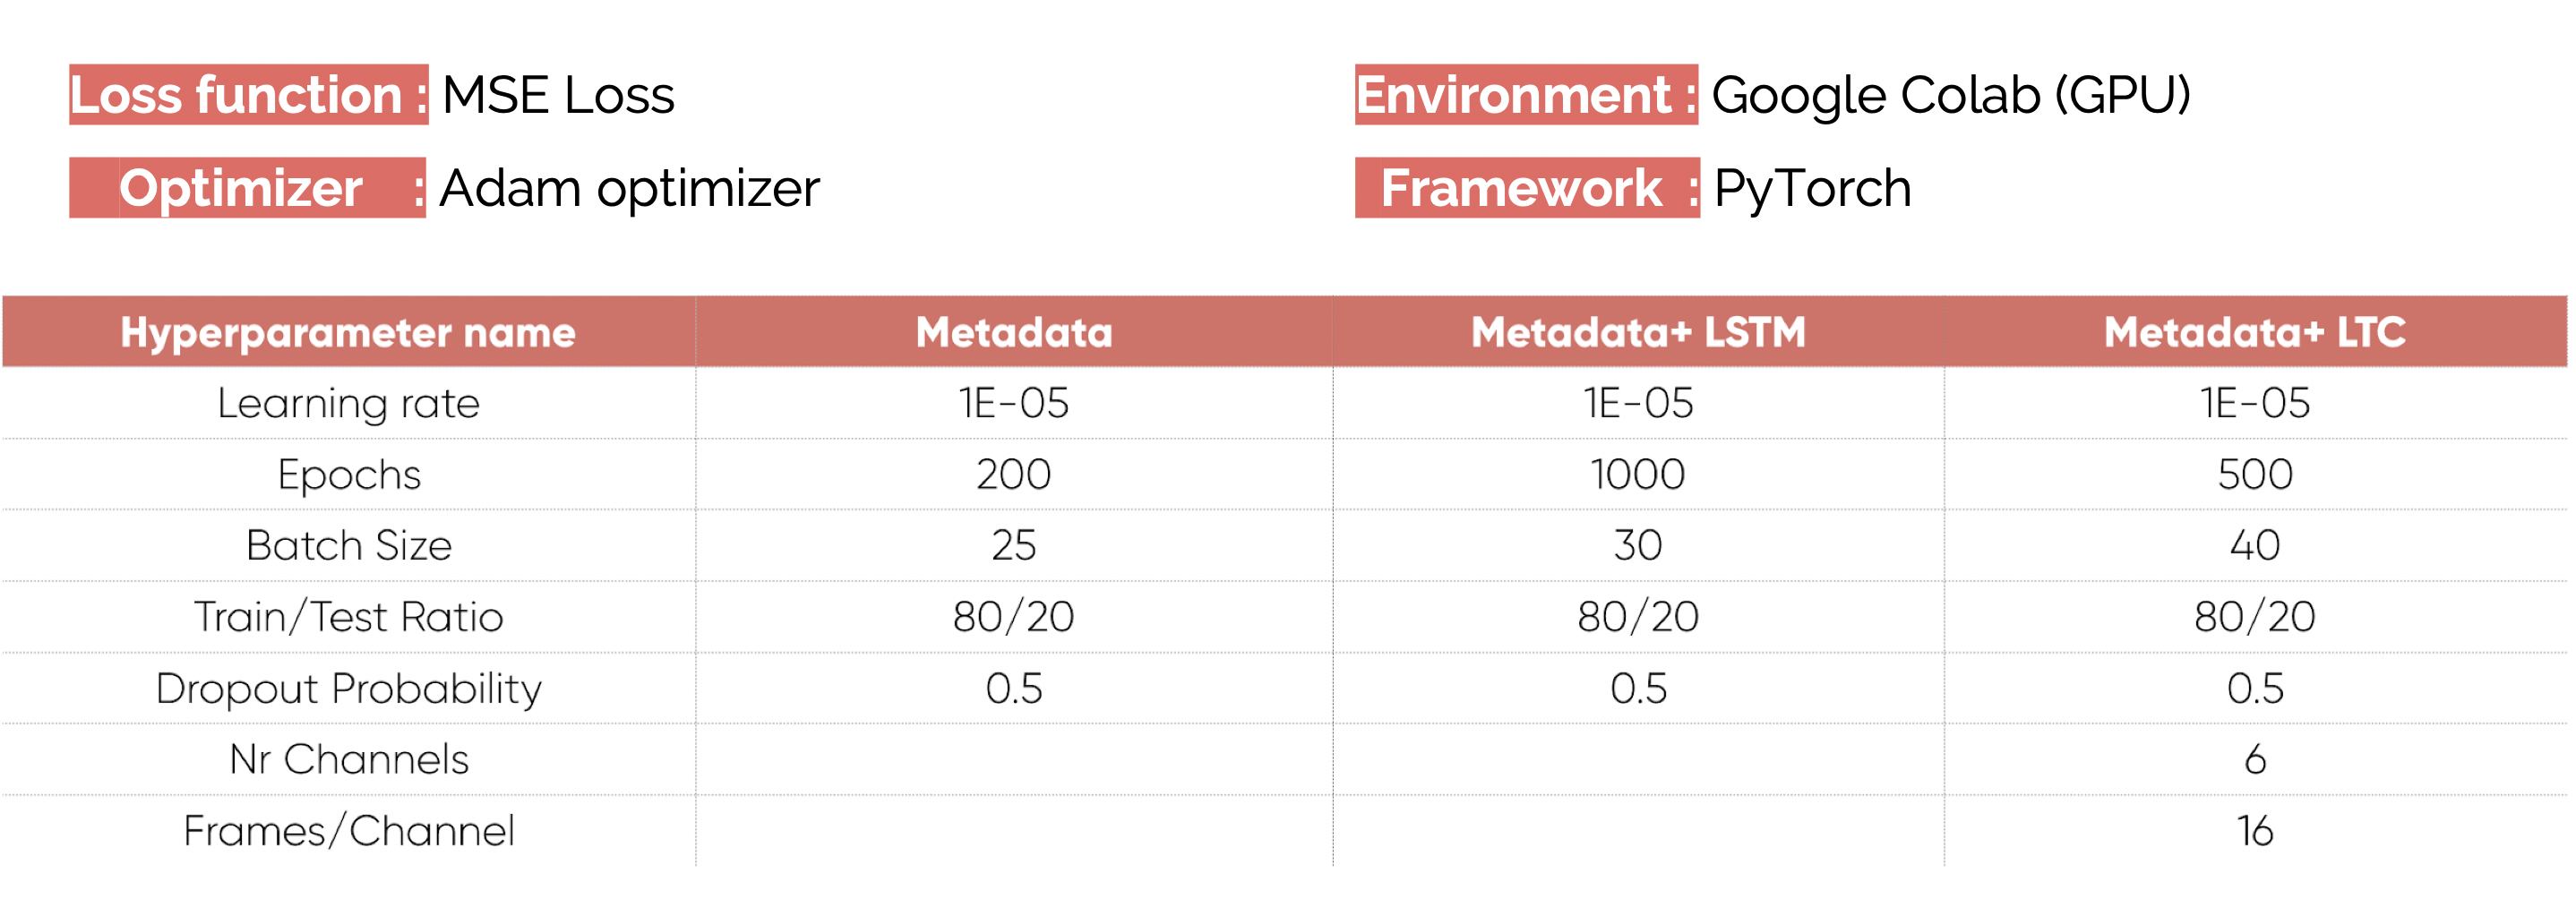 Loss function : MSE Loss
Environment : Google Colab (GPU)
Optimizer : Adam optimizer
Framework : PyTorch
Hyperparameter name Metadata Metadata+ LSTM Metadata+ LTC
Learning rate 1E-05 1E-05 1E-05
Epochs 200 1000 500
Batch Size 25 30 40
Train/Test Ratio 80/20 80/20 80/20
Dropout Probability 0.5 0.5 0.5
Nr Channels 6
Frames/Channel 16